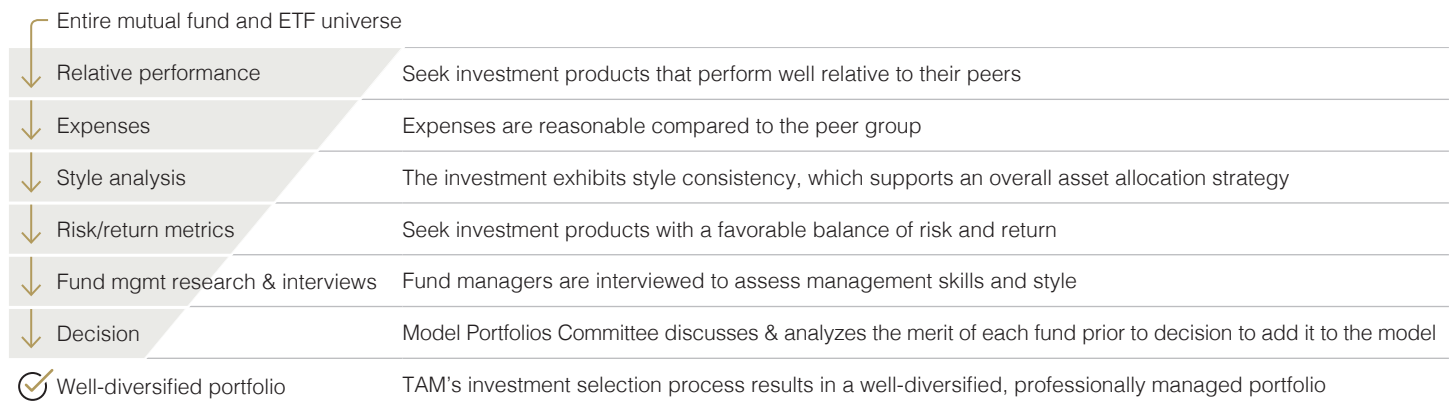 Entire mutual fund and ETF universe
Relative performance Seek investment products that perform well relative to their peers
Expenses Expenses are reasonable compared to the peer group
Style analysis The investment exhibits style consistency, which supports an overall asset allocation strategy
Risk/return metrics Seek investment products with a favorable balance of risk and return
Fund mgmt research & interviews Fund managers are interviewed to assess management skills and style
Decision Model Portfolios Committee discusses & analyzes the merit of each fund prior to decision to add it to the model
Well-diversified portfolio TAM’s investment selection process results in a well-diversified, professionally managed portfolio